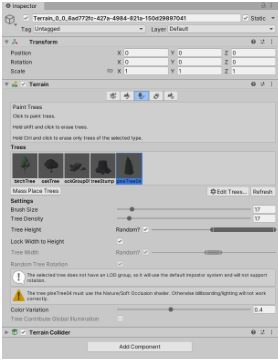 Inspector
Terrain_0_0_6ad772fc-427a-4984-821a-150d29897041
Static
Tag Untagged
Layer Default
Transform
Position X 0 Y 0 Z 0
Rotation X 0 Y 0 Z 0
Scale X 1 Y 1 Z 1
Terrain
Paint Trees
Click to paint trees.
Hold shift and click to erase trees.
Hold Ctrl and click to erase only trees of the selected type.
Trees
birchTree oakTree treeStump pineTree04
Mass Place Trees Edit Trees... Refresh
Settings
Brush Size 17
Tree Density 17
Tree Height Random?
Lock Width to Height
Tree Width Random?
Random Tree Rotation
The selected tree does not have an LOD group, so it will use the default impostor system and will not support rotation.
The tree pineTree04 must use the Nature/Soft Occlusion shader. Otherwise billboarding/lighting will not work correctly.
Color Variation 0.4
Tree Contribute Global Illumination
Terrain Collider
Add Component